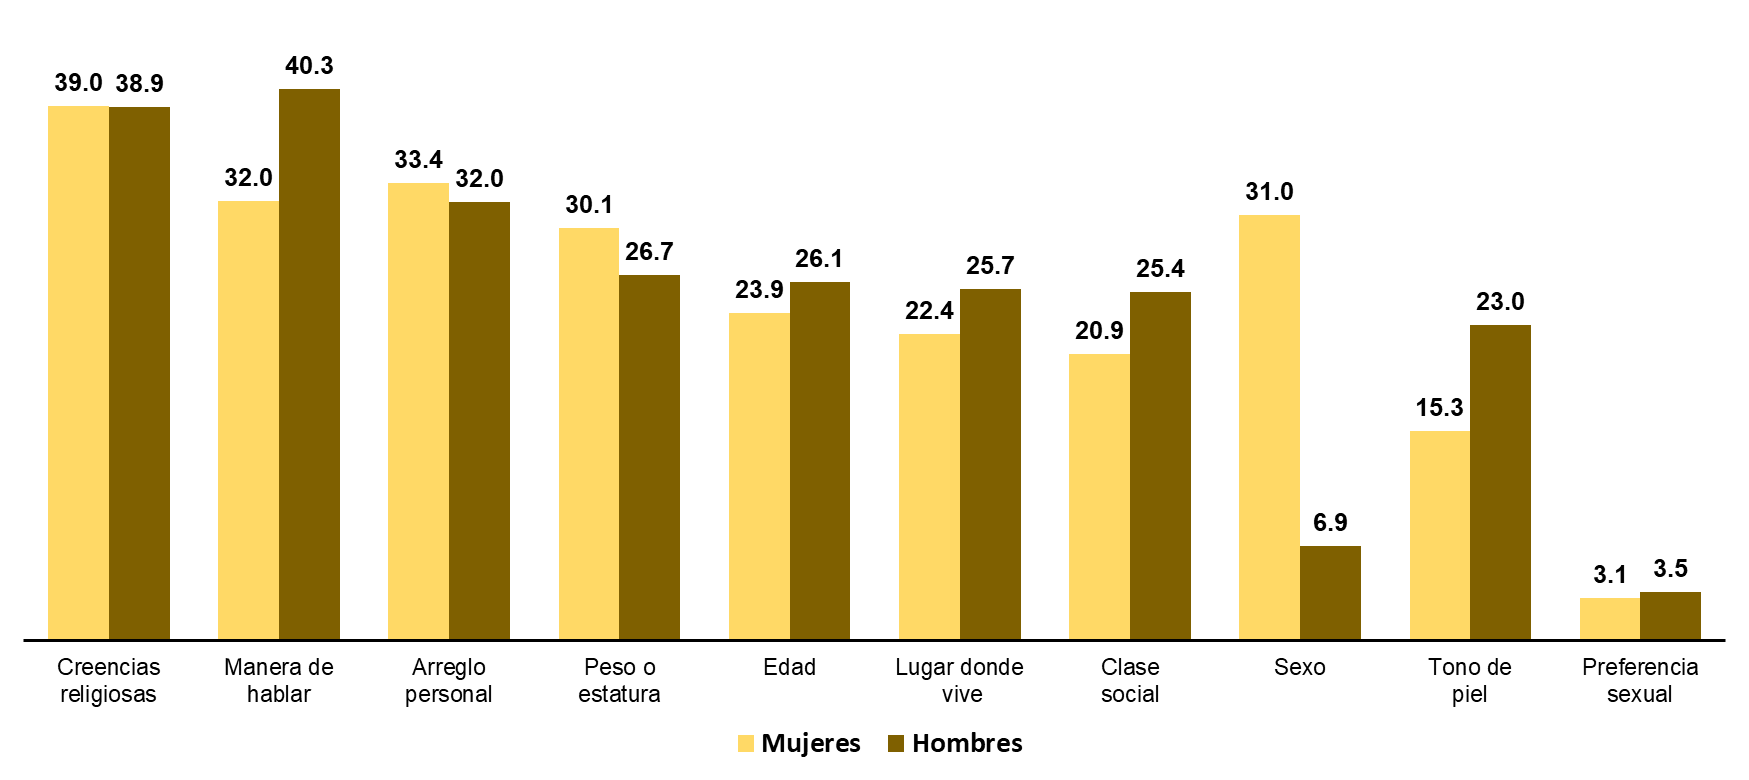 39.0 38.9
32.0 40.3
33.4 32.0
30.1 26.7
23.9 26.1
22.4 25.7
20.9 25.4
31.0 6.9
15.3 23.0
3.1 3.5
Creencias
religiosas
Manera de
hablar
Arreglo
personal
Peso o
estatura
Edad
Lugar donde
vive
Clase
social
Sexo
Tono de
piel
Preferencia
sexual
Mujeres Hombres